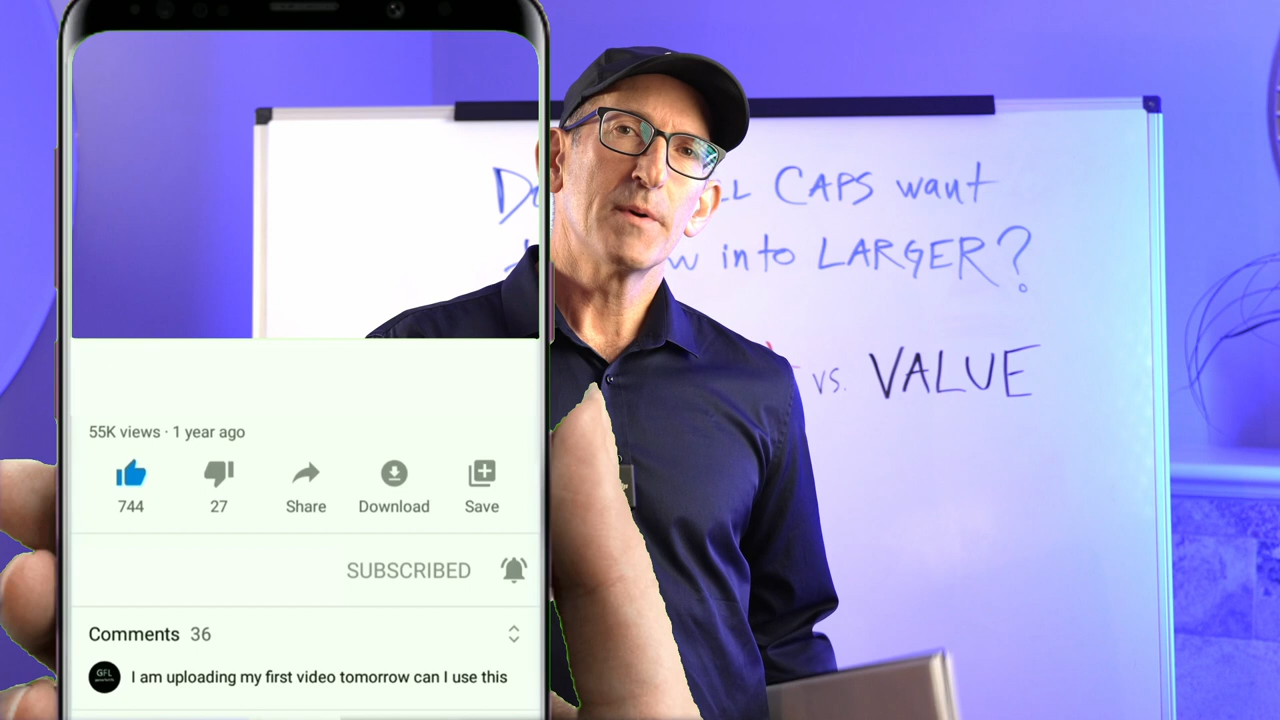 CAPS want
into LARGER?
vs. VALUE
55K views · 1 year ago
744
27
Share
Download
Save
SUBSCRIBED
Comments 36
GFL
I am uploading my first video tomorrow can I use this